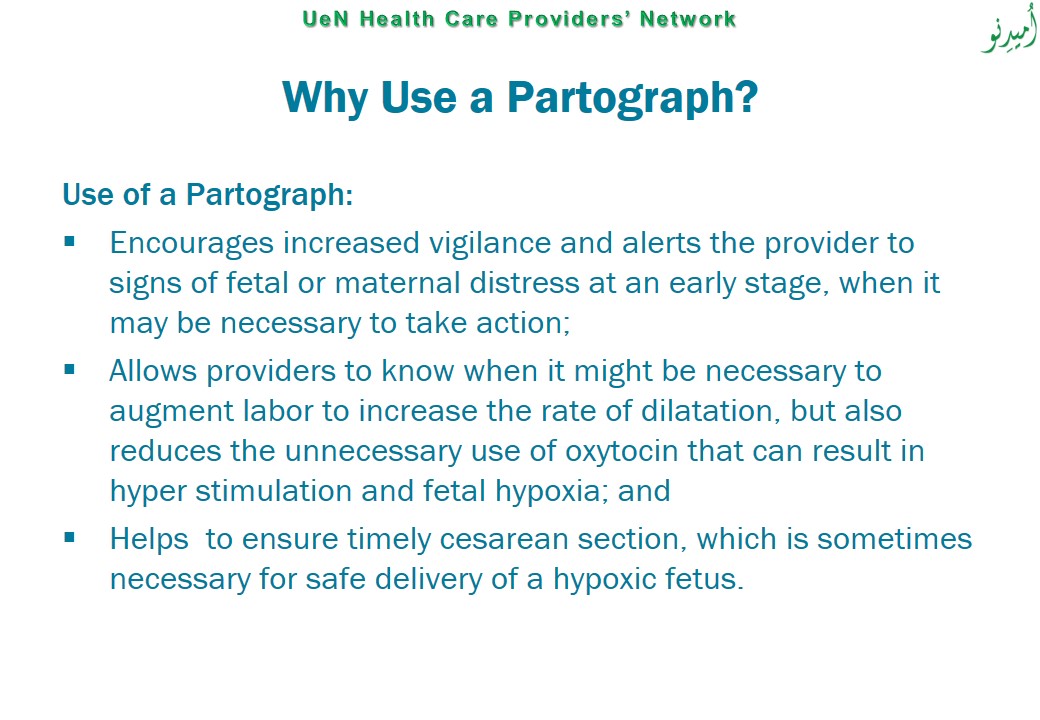 UeN Health Care Providers’ Network
اُمیدِنو
Why Use a Partograph?
Use of a Partograph:
▪ Encourages increased vigilance and alerts the provider to
signs of fetal or maternal distress at an early stage, when it
may be necessary to take action;
▪ Allows providers to know when it might be necessary to
augment labor to increase the rate of dilatation, but also
reduces the unnecessary use of oxytocin that can result in
hyper stimulation and fetal hypoxia; and
▪ Helps  to ensure timely cesarean section, which is sometimes
necessary for safe delivery of a hypoxic fetus.